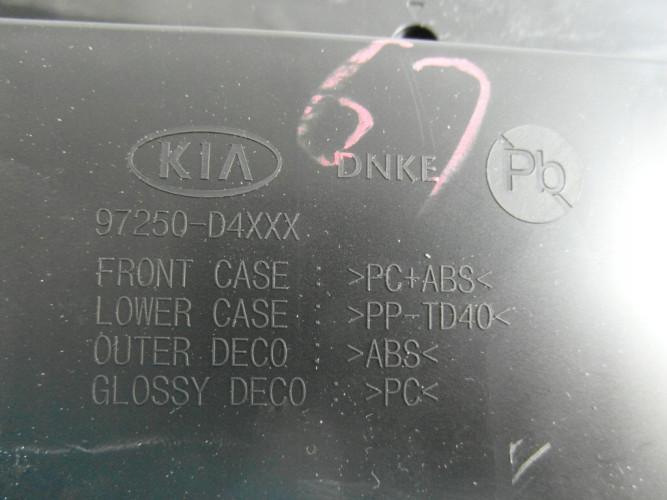 67
KIA DNKE Pb
97250-D4XXX
FRONT CASE : >PC+ABS<
LOWER CASE : >PP-TD40<
OUTER DECO : >ABS<
GLOSSY DECO : >PC<